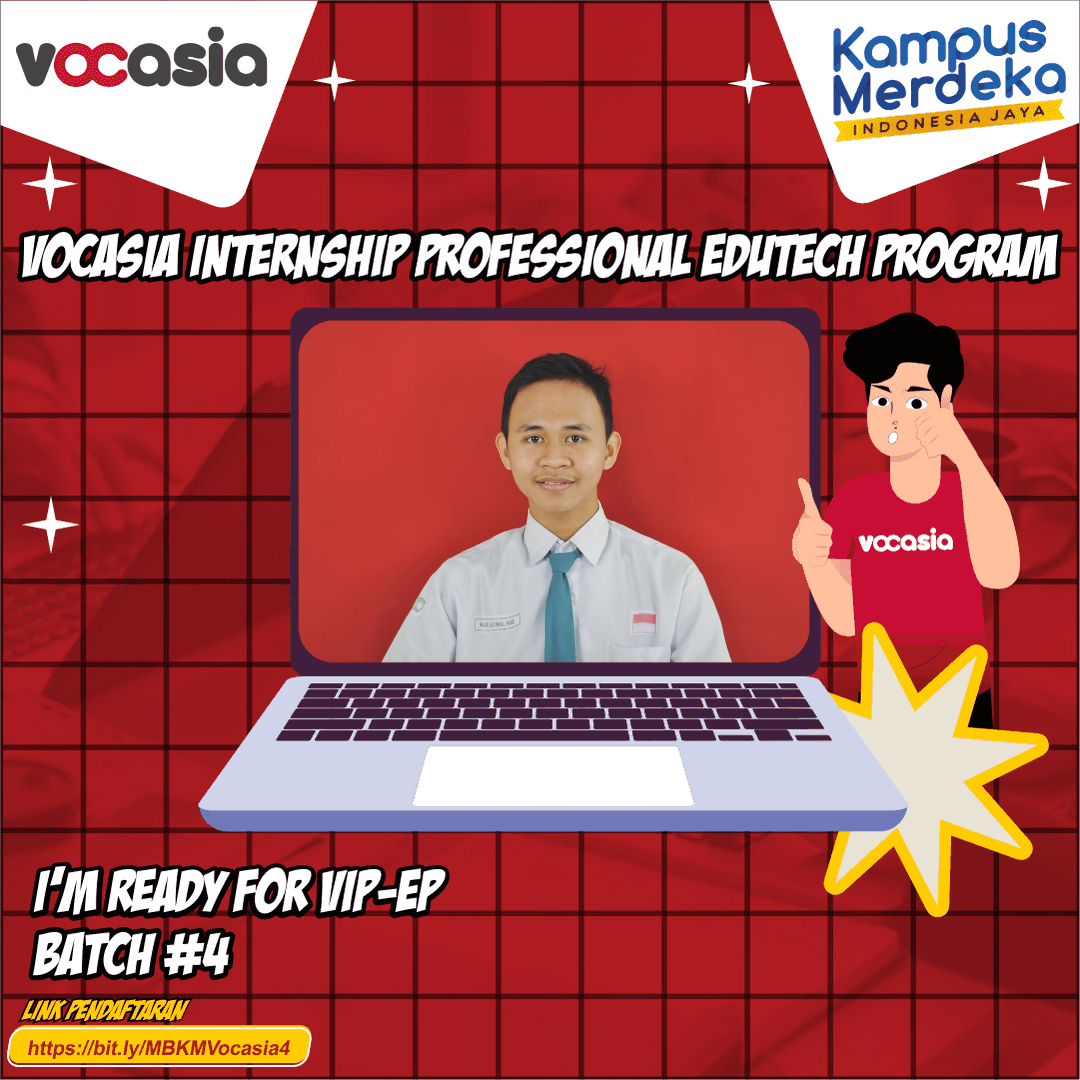 vocasia
Kampus
Merdeka
INDONESIA JAYA
VOCASIA INTERNSHIP PROFESSIONAL EDUTECH PROGRAM
vocasia
I'M READY FOR VIP-EP
BATCH #4
LINK PENDAFTARAN
https://bit.ly/MBKMVocasia4